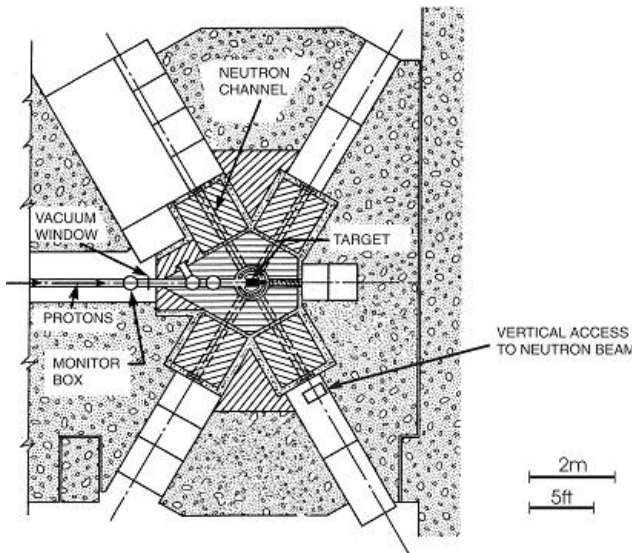 NEUTRON
CHANNEL
VACUUM
WINDOW
TARGET
PROTONS
MONITOR
BOX
VERTICAL ACCESS
TO NEUTRON BEAM
2m
5ft